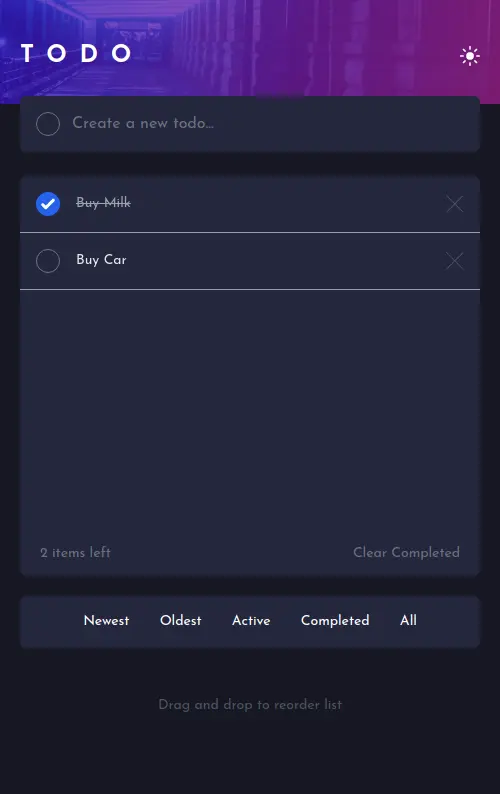 TODO
Create a new todo...
Buy Milk
Buy Car
2 items left
Clear Completed
Newest Oldest Active Completed All
Drag and drop to reorder list